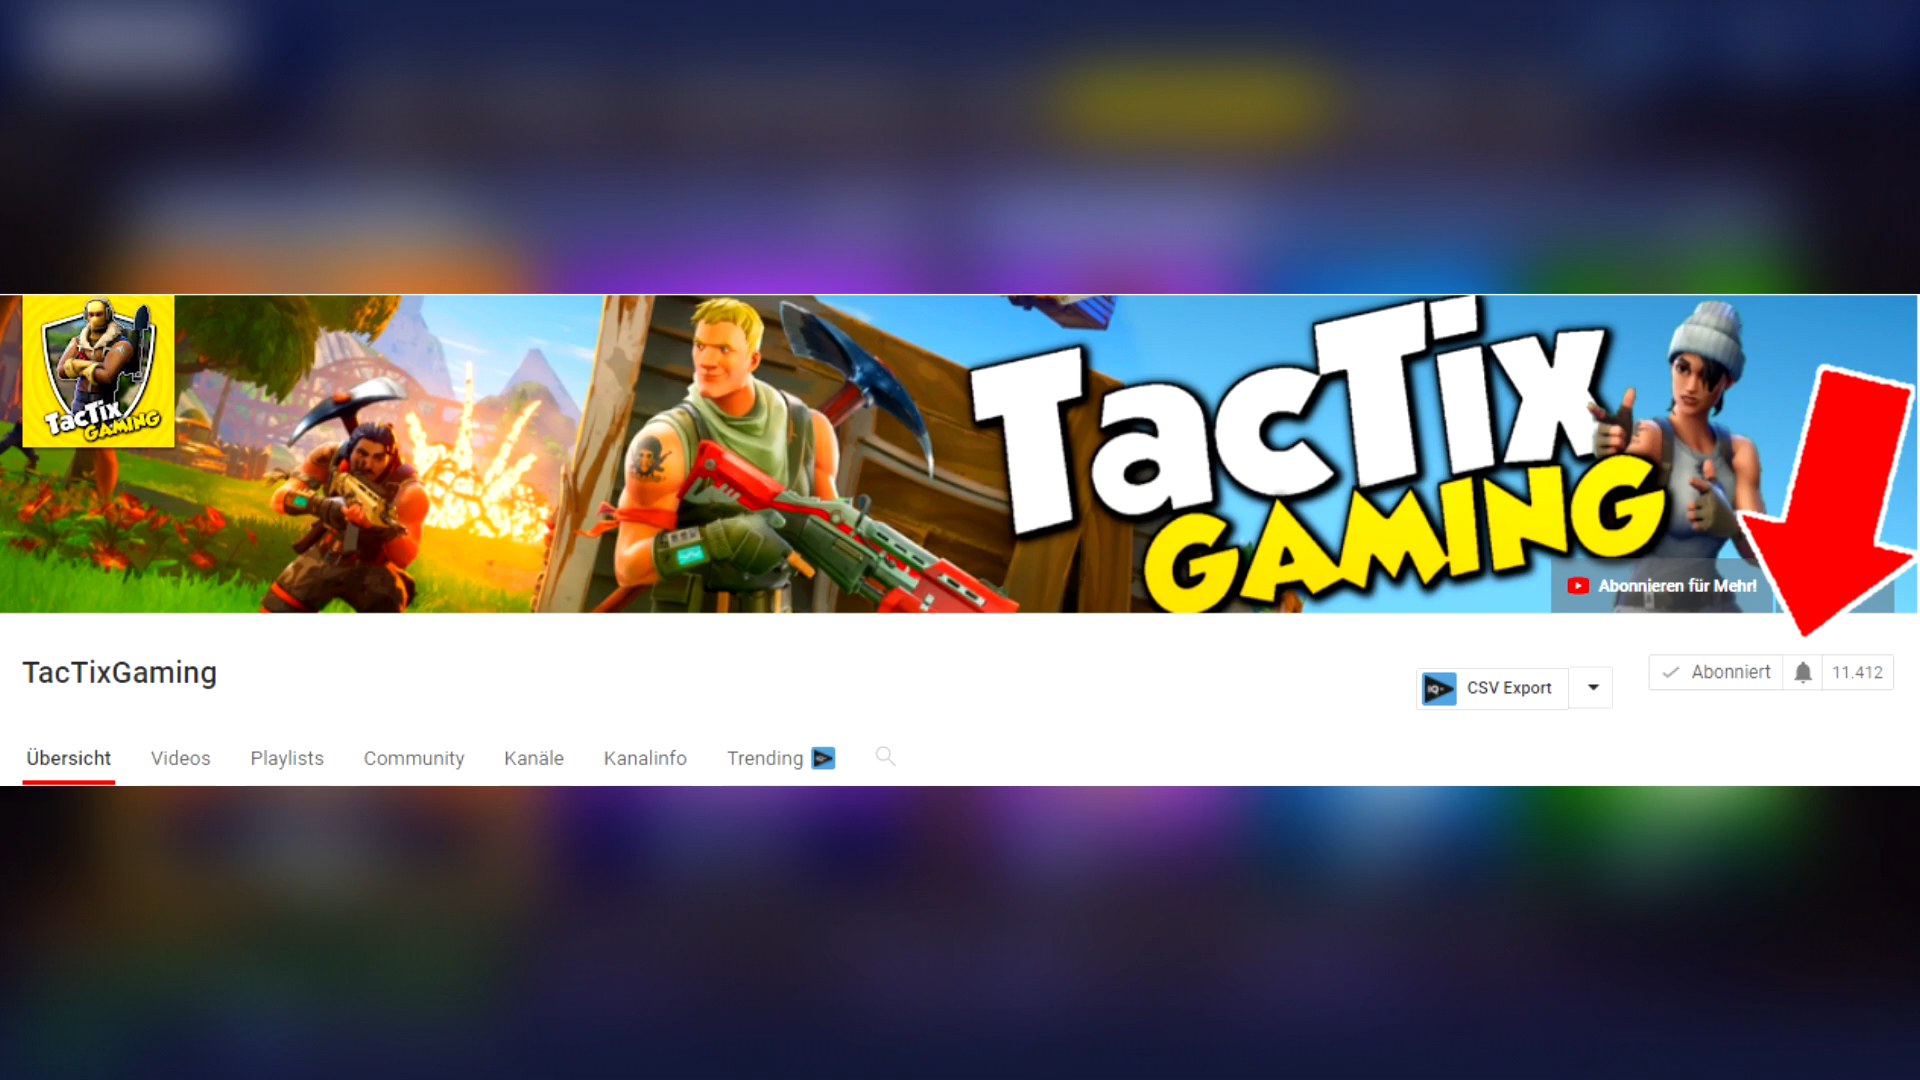 TacTix
GAMING
TacTix
GAMING
Abonnieren für Mehr!
TacTixGaming
CSV Export
Abonniert
11.412
Übersicht
Videos
Playlists
Community
Kanäle
Kanalinfo
Trending